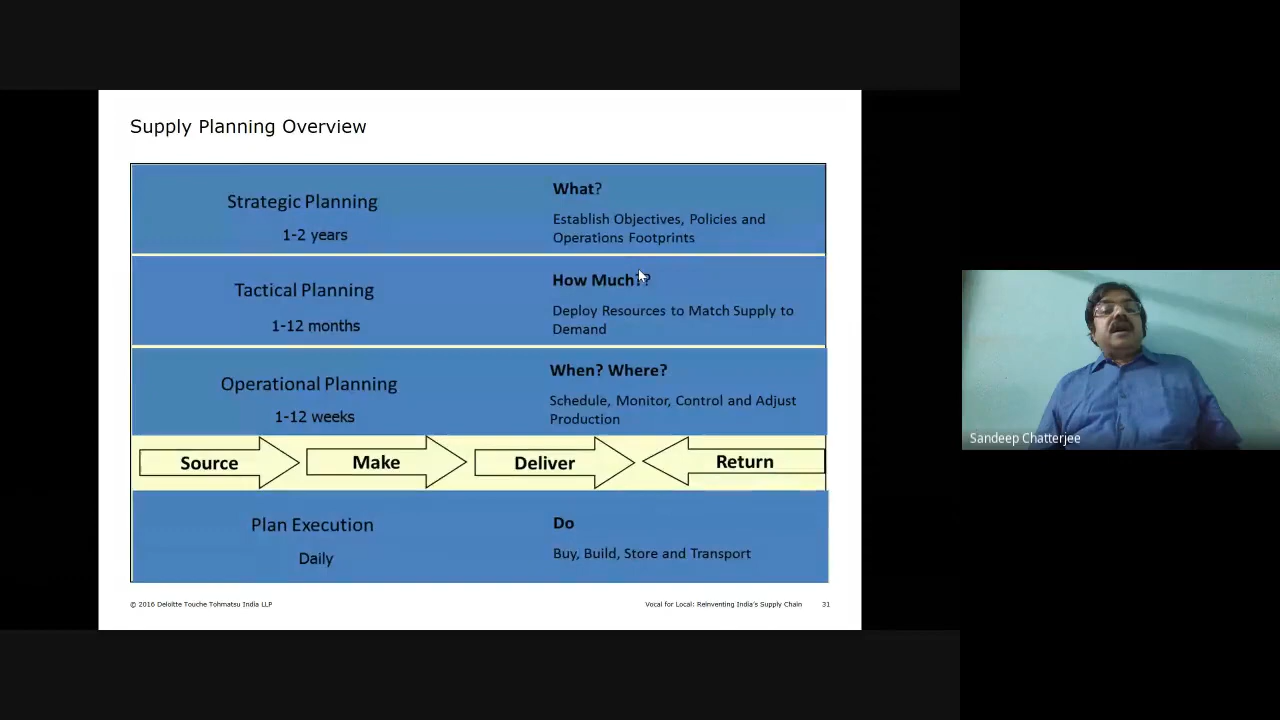 Supply Planning Overview
Strategic Planning
1-2 years
What?
Establish Objectives, Policies and
Operations Footprints
Tactical Planning
1-12 months
How Much??
Deploy Resources to Match Supply to
Demand
Operational Planning
1-12 weeks
When? Where?
Schedule, Monitor, Control and Adjust
Production
Source
Make
Deliver
Return
Plan Execution
Daily
Do
Buy, Build, Store and Transport
© 2016 Deloitte Touche Tohmatsu India LLP
Vocal for Local: Reinventing India's Supply Chain
31
Sandeep Chatterjee